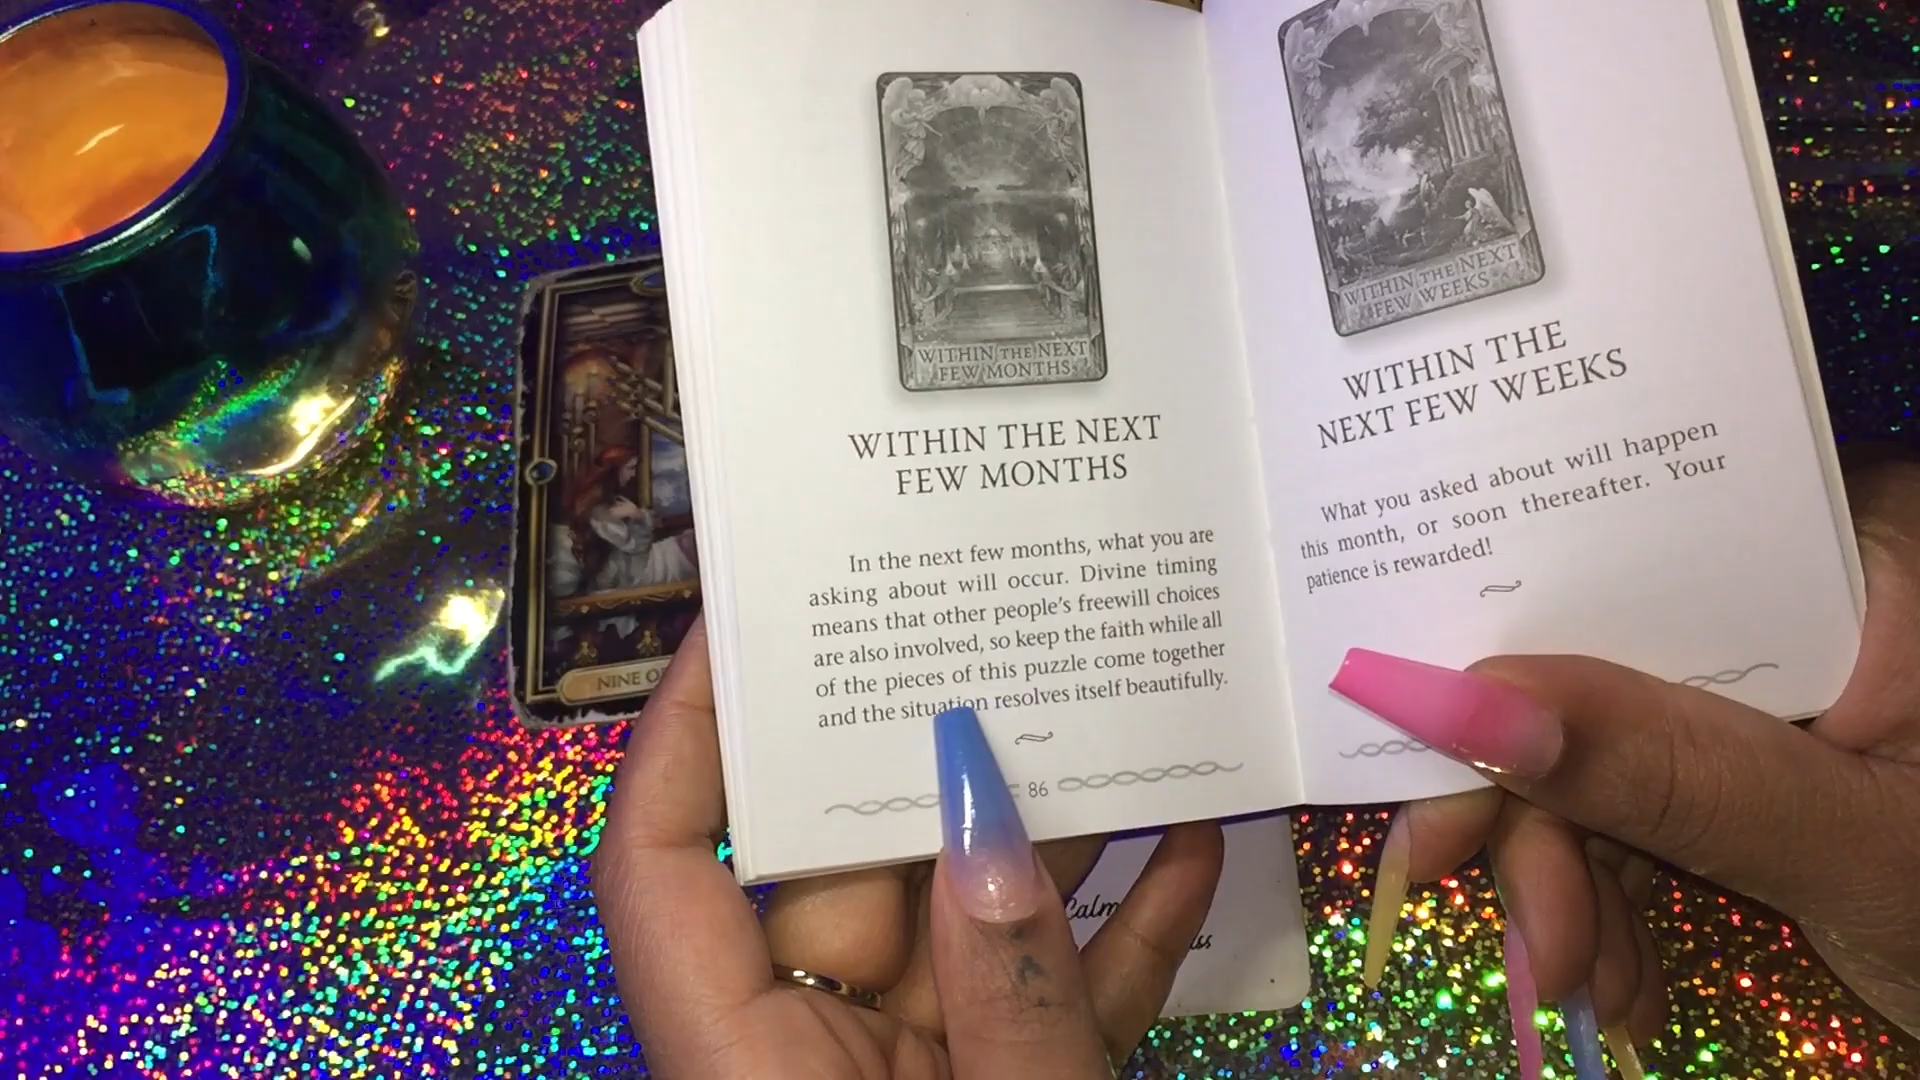 WITHIN THE NEXT
FEW MONTHS
WITHIN THE NEXT
FEW MONTHS
In the next few months, what you are
asking about will occur. Divine timing
means that other people's freewill choices
are also involved, so keep the faith while all
of the pieces of this puzzle come together
and the situation resolves itself beautifully.
86
WITHIN THE NEXT
FEW WEEKS
WITHIN THE
NEXT FEW WEEKS
What you asked about will happen
this month, or soon thereafter. Your
patience is rewarded!
NINE
Calm